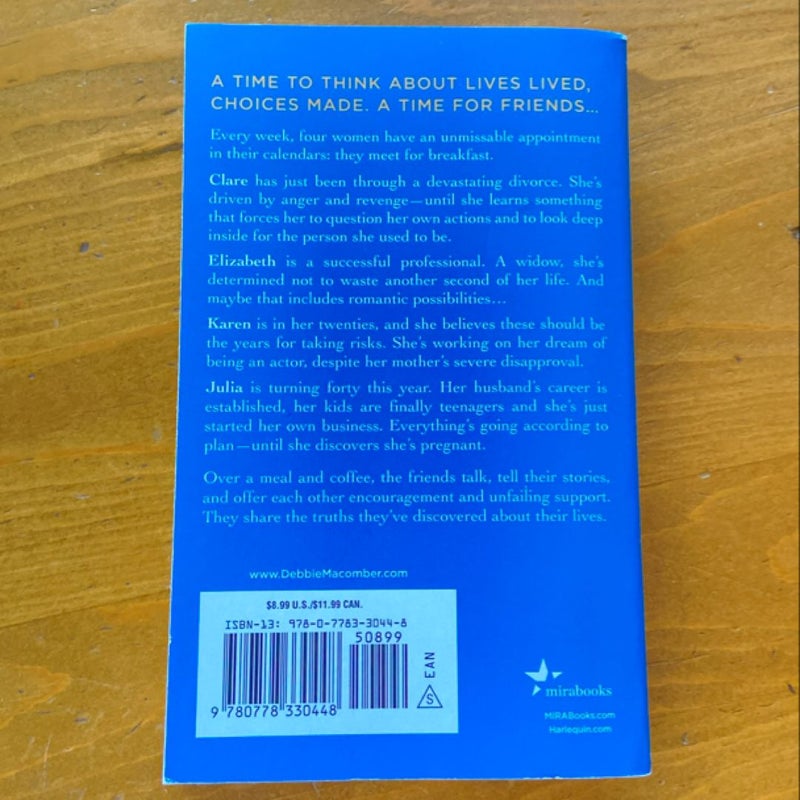 A TIME TO THINK ABOUT LIVES LIVED,
CHOICES MADE. A TIME FOR FRIENDS...
Every week, four women have an unmissable appointment
in their calendars: they meet for breakfast.
Clare has just been through a devastating divorce. She's
driven by anger and revenge—until she learns something
that forces her to question her own actions and to look deep
inside for the person she used to be.
Elizabeth is a successful professional. A widow, she's
determined not to waste another second of her life. And
maybe that includes romantic possibilities...
Karen is in her twenties, and she believes these should be
the years for taking risks. She's working on her dream of
being an actor, despite her mother's severe disapproval.
Julia is turning forty this year. Her husband's career is
established, her kids are finally teenagers and she's just
started her own business. Everything's going according to
plan—until she discovers she's pregnant.
Over a meal and coffee, the friends talk, tell their stories,
and offer each other encouragement and unfailing support.
They share the truths they've discovered about their lives.
www.DebbieMacomber.com
$8.99 U.S./$11.99 CAN.
ISBN-13: 978-0-7783-3044-8
50899
EAN
S
9 780778 330448
mirabooks
MIRABooks.com
Harlequin.com